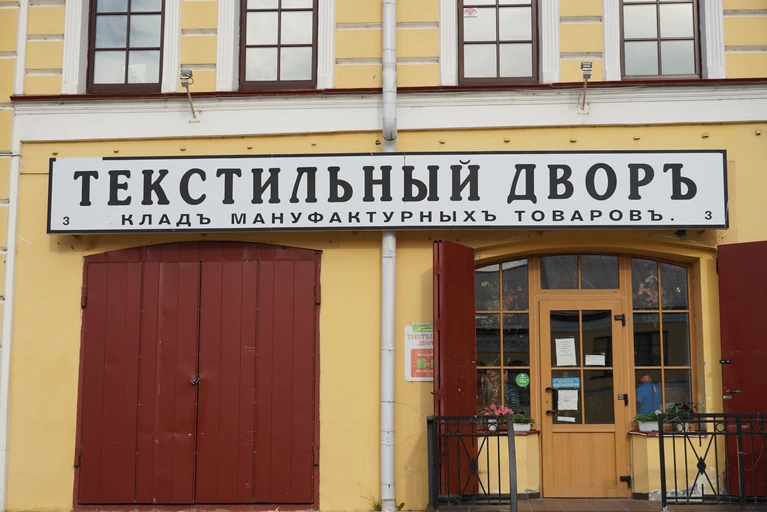 ТЕКСТИЛЬНЫЙ ДВОРЪ
3 КЛАДЪ МАНУФАКТУРНЫХЪ ТОВАРОВЪ. 3